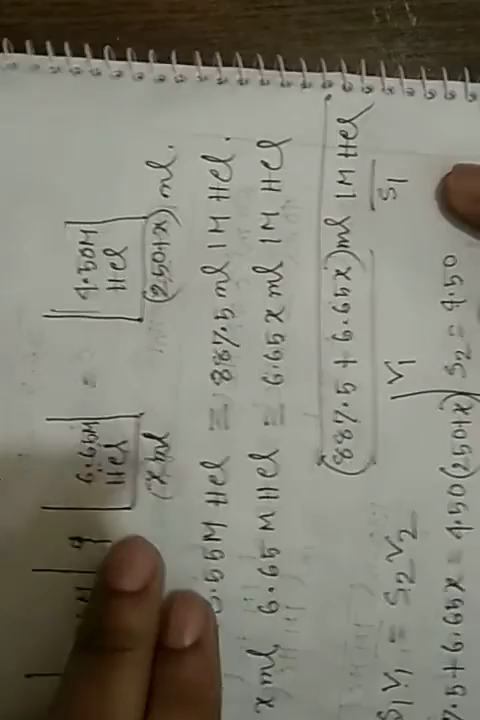 6.65M 4.50M
HCl = HCl
(x ml (250+x) ml.
.55M HCl ≡ 887.5 ml 1M HCl.
x ml 6.65 M HCl ≡ 6.65x ml 1M HCl
(887.5 + 6.65x) ml 1M HCl
V1 S1
S1V1 = S2V2
7.5+6.65x = 4.50(250+x) S2 = 4.50